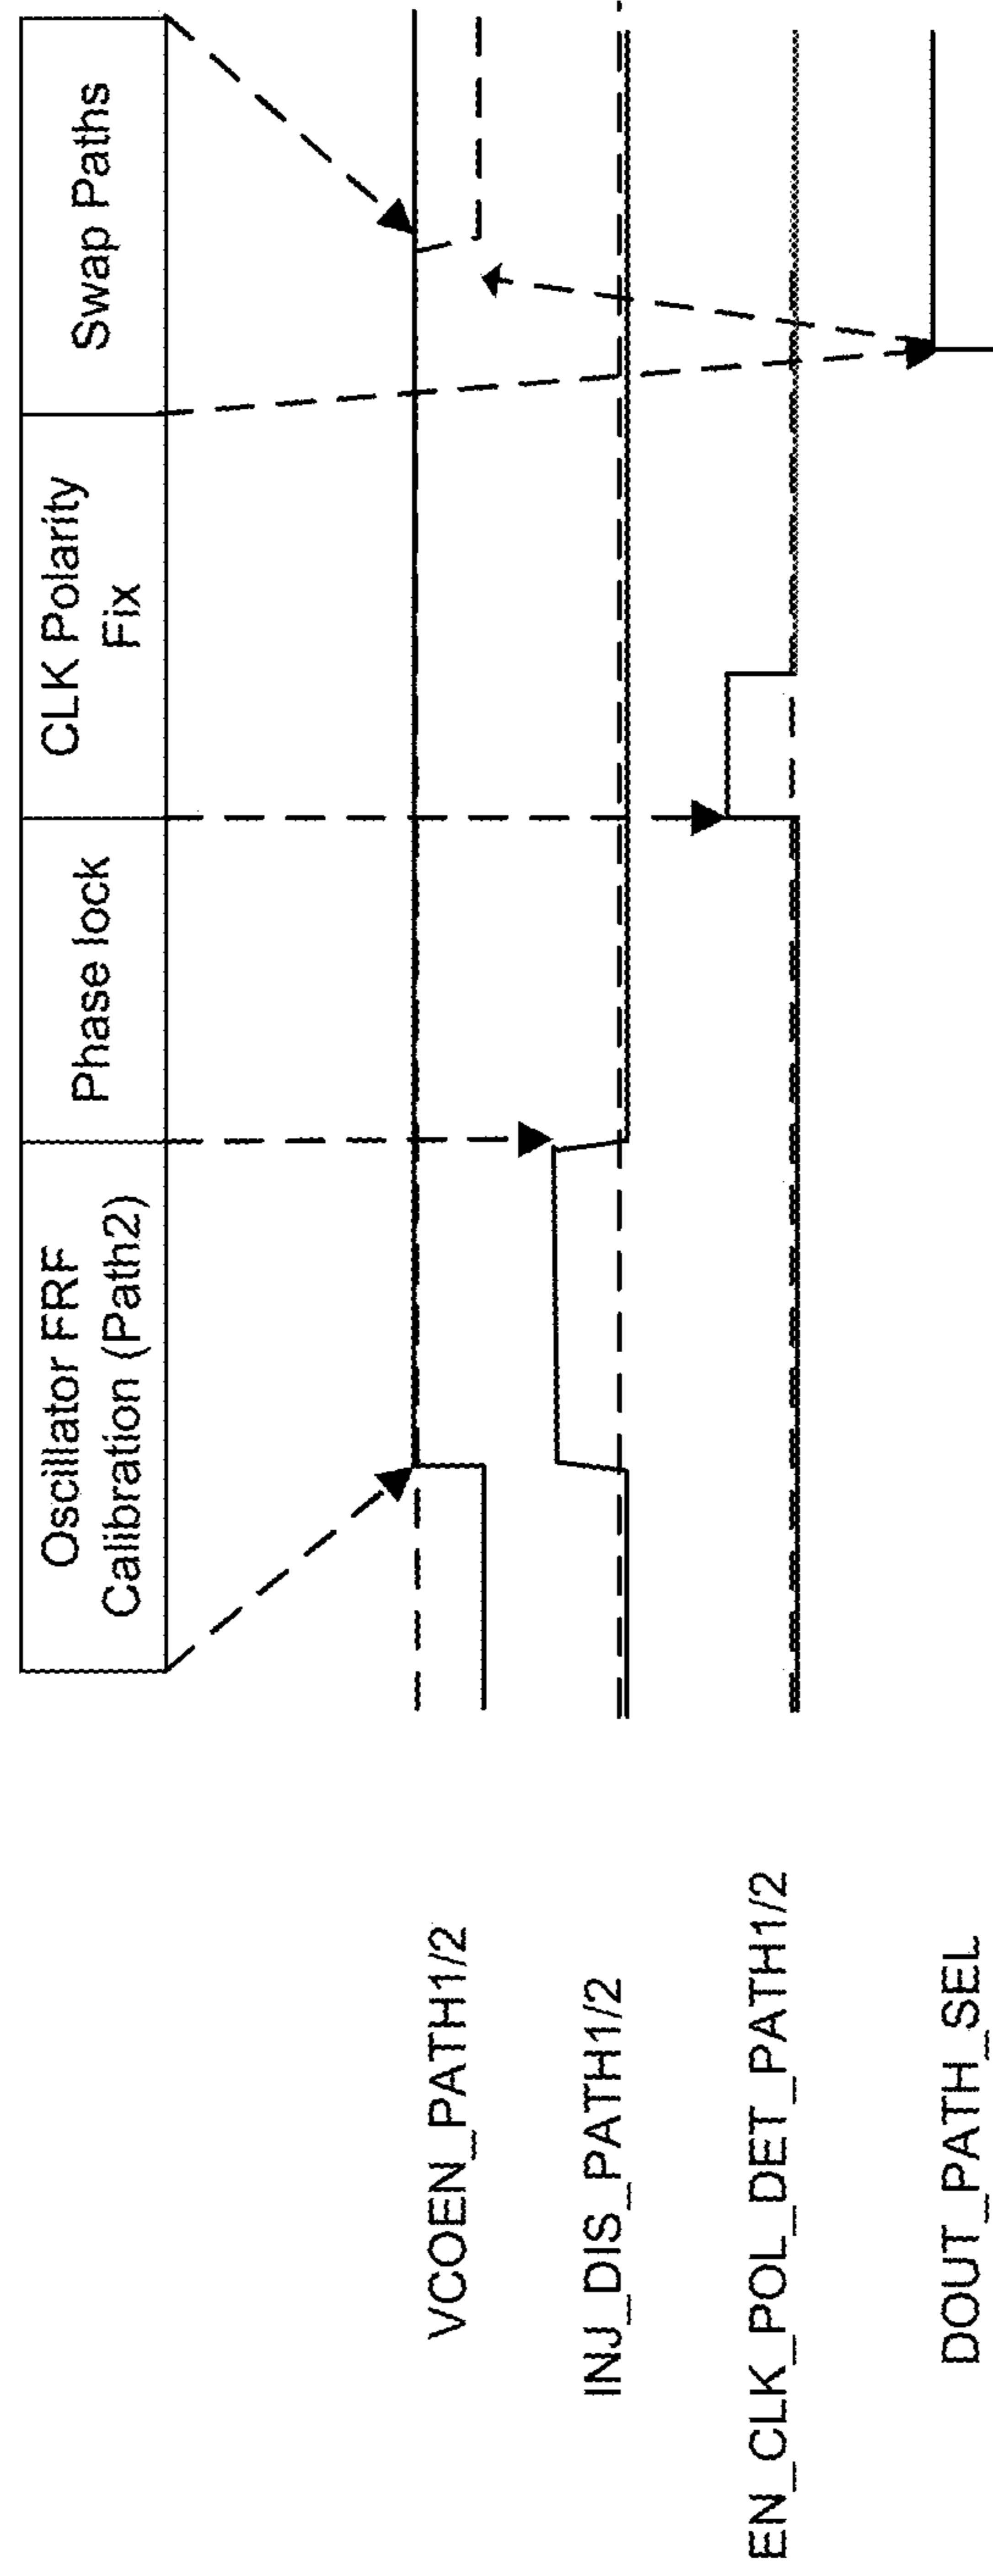 Oscillator FRF
Calibration (Path2)
Phase lock
CLK Polarity
Fix
Swap Paths
VCOEN_PATH1/2
INJ_DIS_PATH1/2
EN_CLK_POL_DET_PATH1/2
DOUT_PATH_SEL